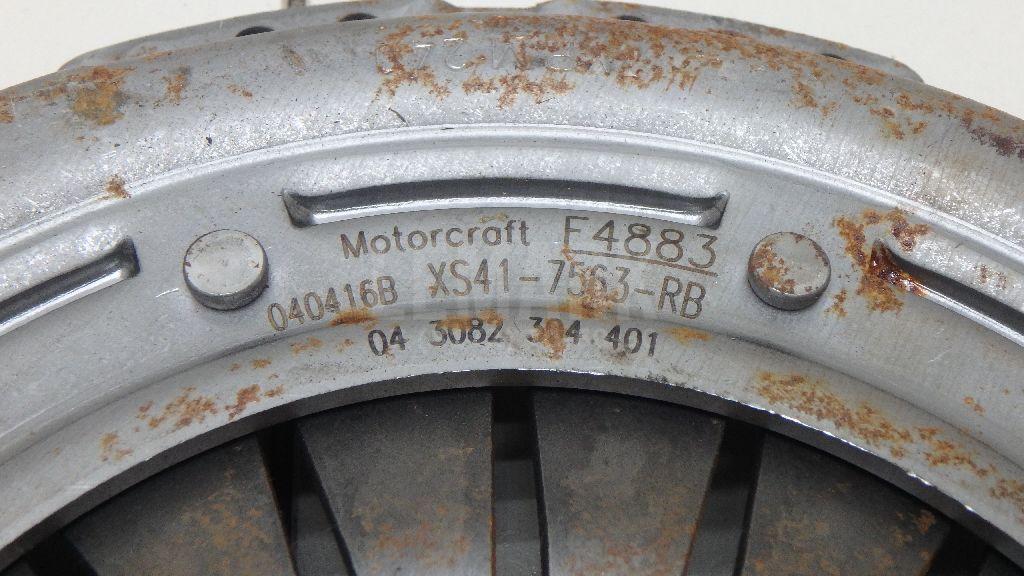 Motorcraft F4883
040416B XS41-7563-RB
04 3082 304 401